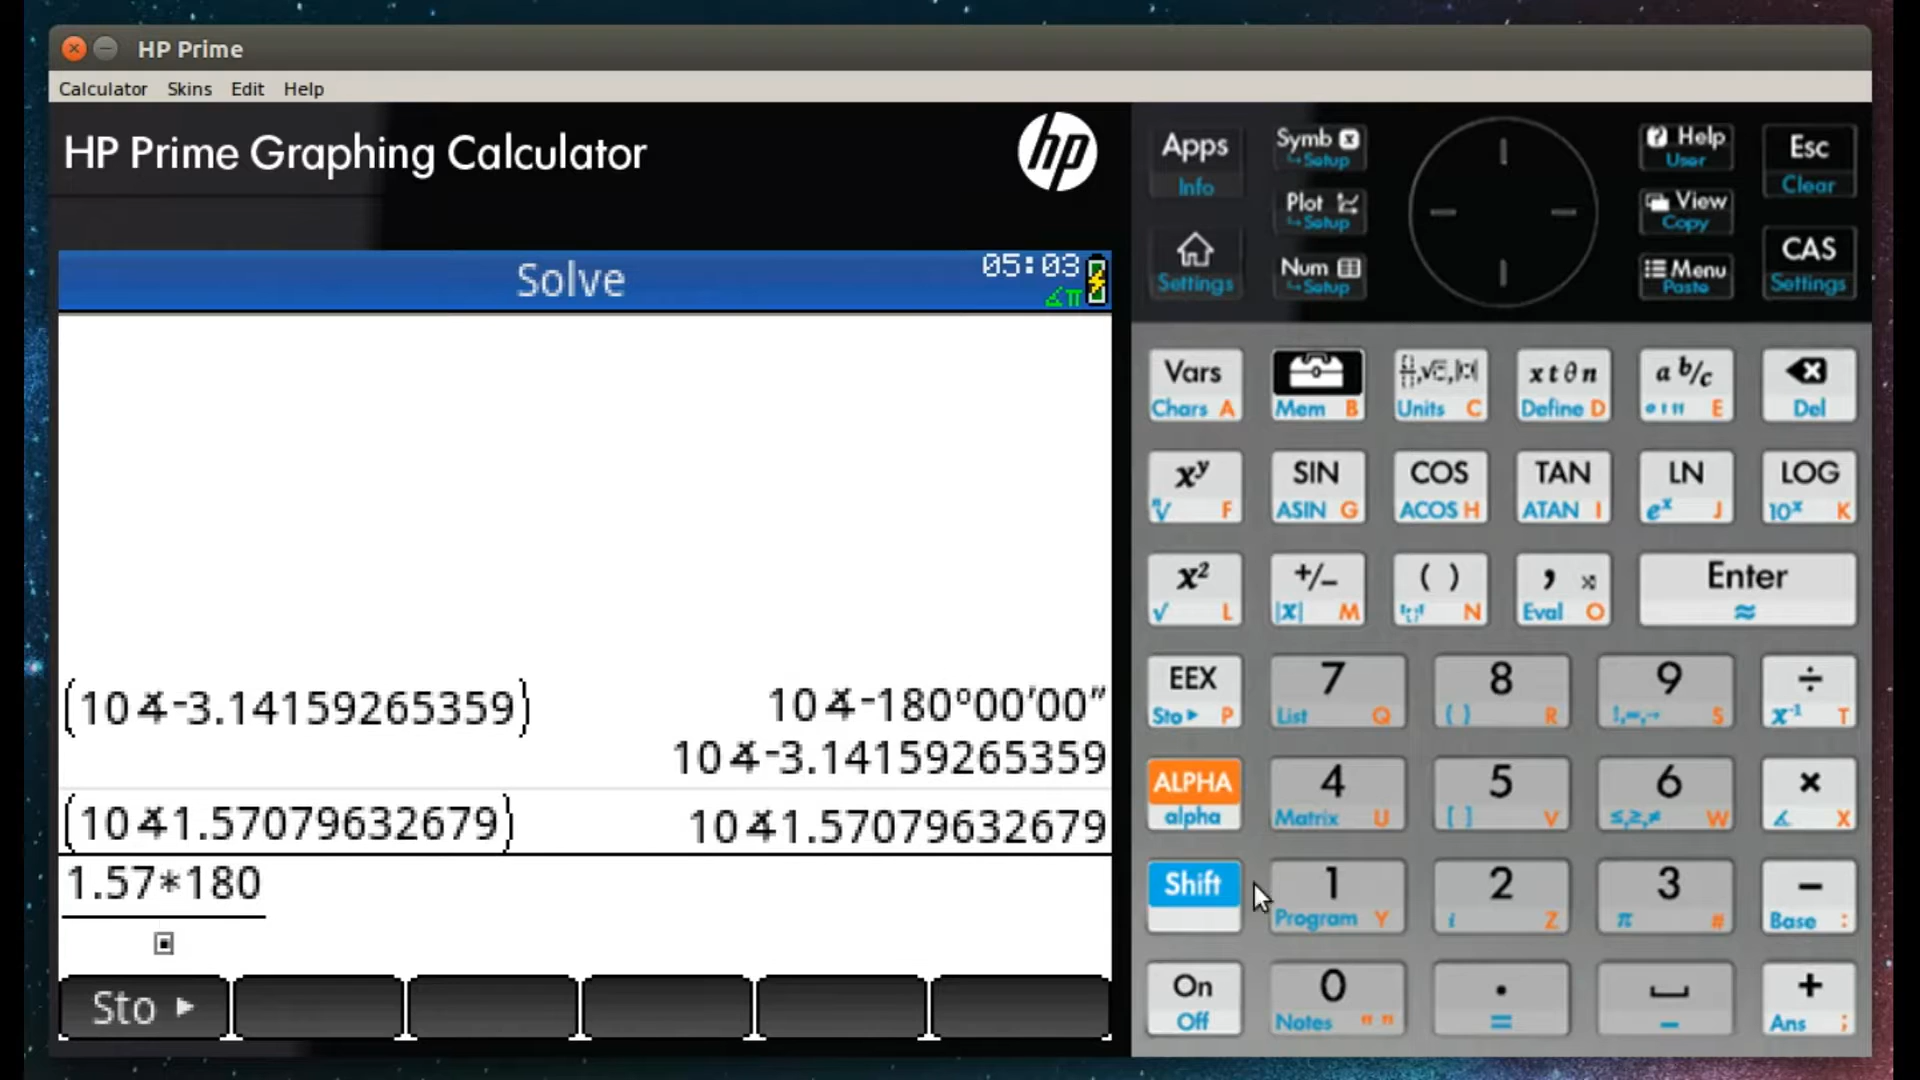 HP Prime
Calculator Skins Edit Help
HP Prime Graphing Calculator
hp
Solve
05:03
∡π
(10∡-3.14159265359)
10∡-180°00′00″
10∡-3.14159265359
(10∡1.57079632679)
10∡1.57079632679
1.57*180
Sto ▶
Apps
Info
Symb
↪Setup
Help
User
Esc
Clear
Plot
↪Setup
View
Copy
Settings
Num
↪Setup
Menu
Paste
CAS
Settings
Vars
Chars A
Mem B
Units C
x t θ n
Define D
a b/c
E
Del
xʸ
ⁿ√ F
SIN
ASIN G
COS
ACOS H
TAN
ATAN I
LN
eˣ J
LOG
10ˣ K
x²
√ L
+/−
|x| M
( )
N
,
Eval O
Enter
≈
EEX
Sto ▶ P
7
List Q
8
{ } R
9
S
÷
x⁻¹ T
ALPHA
alpha
4
Matrix U
5
[ ] V
6
≤,≥,≠ W
×
∡ X
Shift
1
Program Y
2
i Z
3
π #
−
Base :
On
Off
0
Notes " "
.
=
_
+
Ans ;